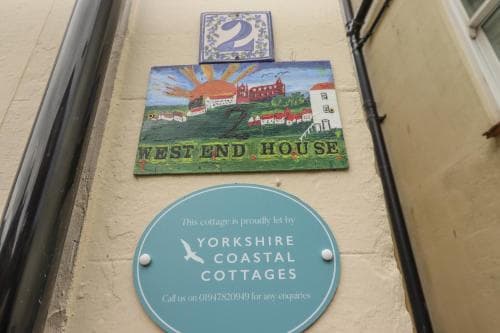 2
2
WEST END HOUSE
This cottage is proudly let by
YORKSHIRE
COASTAL
COTTAGES
Call us on 01947820949 for any enquiries